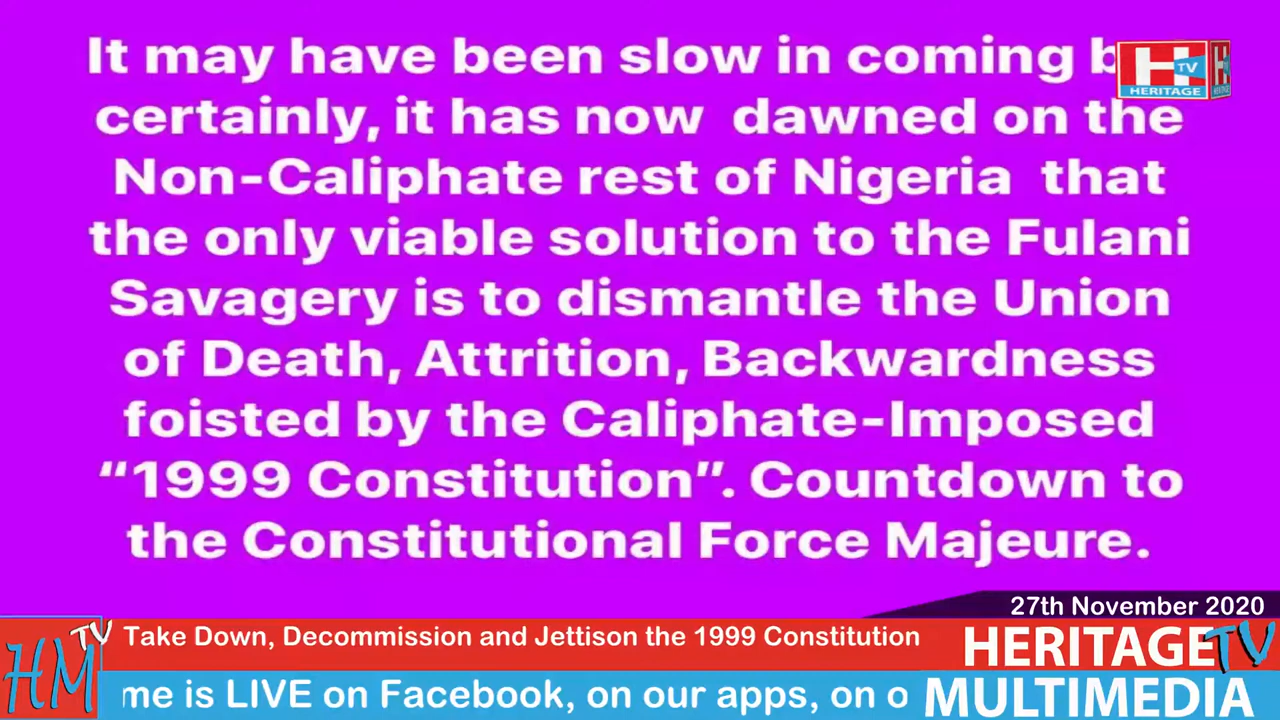 It may have been slow in coming
certainly, it has now dawned on the
Non-Caliphate rest of Nigeria that
the only viable solution to the Fulani
Savagery is to dismantle the Union
of Death, Attrition, Backwardness
foisted by the Caliphate-Imposed
“1999 Constitution”. Countdown to
the Constitutional Force Majeure.
H TV
HERITAGE
27th November 2020
HM TV
Take Down, Decommission and Jettison the 1999 Constitution
HERITAGE TV
me is LIVE on Facebook, on our apps, on o
MULTIMEDIA